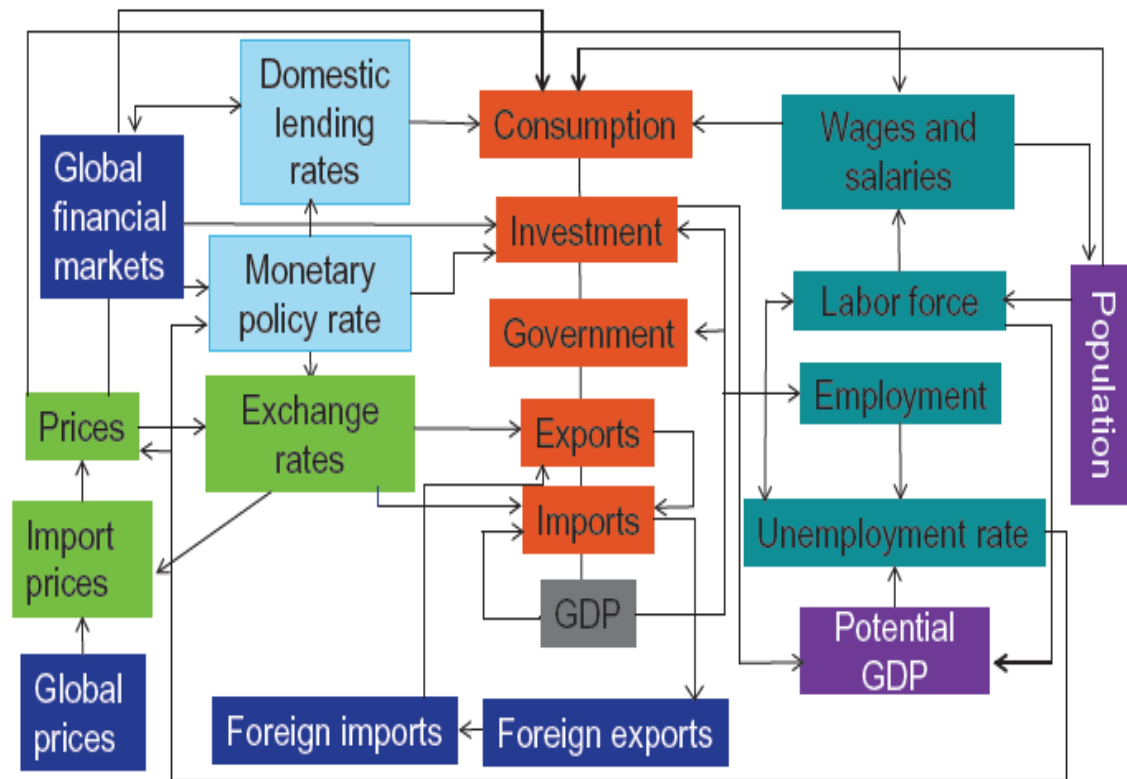 Domestic
lending
rates
Consumption
Wages and
salaries
Global
financial
markets
Investment
Monetary
policy rate
Labor force
Population
Government
Employment
Prices
Exchange
rates
Exports
Imports
Unemployment rate
Import
prices
GDP
Potential
GDP
Global
prices
Foreign imports
Foreign exports